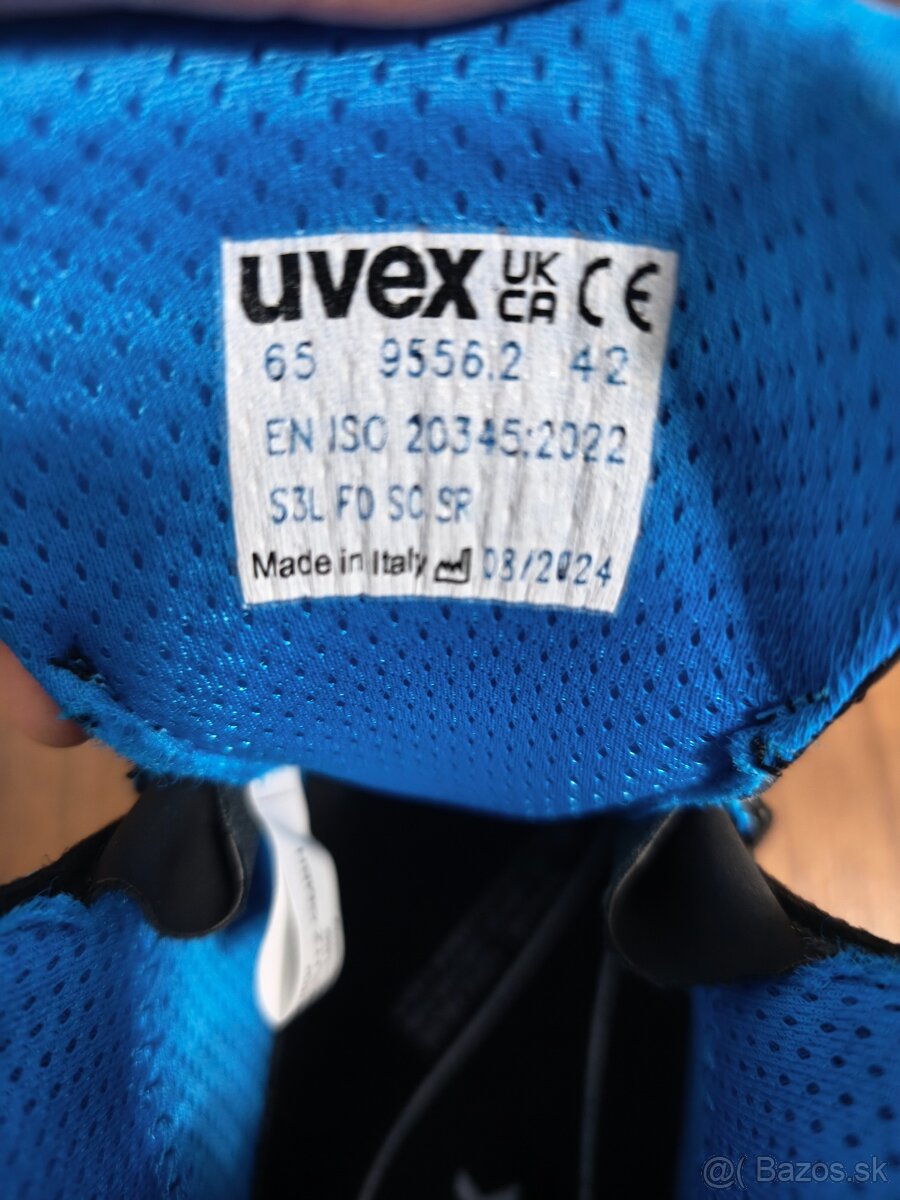 uvex UK CA CE
65 9556.2 42
EN ISO 20345:2022
S3L FO SC SR
Made in Italy 08/2024
@( Bazos.sk